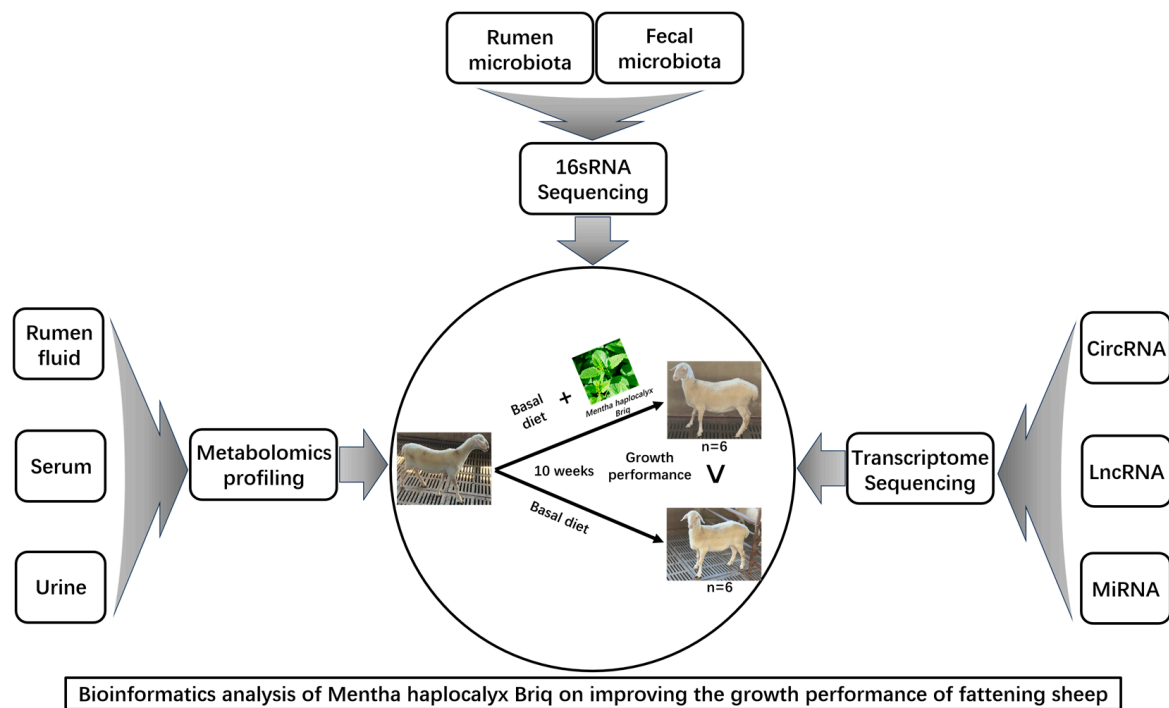 Rumen
microbiota
Fecal
microbiota
16sRNA
Sequencing
Rumen
fluid
Serum
Urine
Metabolomics
profiling
Basal
diet
+
Mentha haplocalyx
Briq
n=6
10 weeks
Growth
performance
V
Basal diet
n=6
Transcriptome
Sequencing
CircRNA
LncRNA
MiRNA
Bioinformatics analysis of Mentha haplocalyx Briq on improving the growth performance of fattening sheep